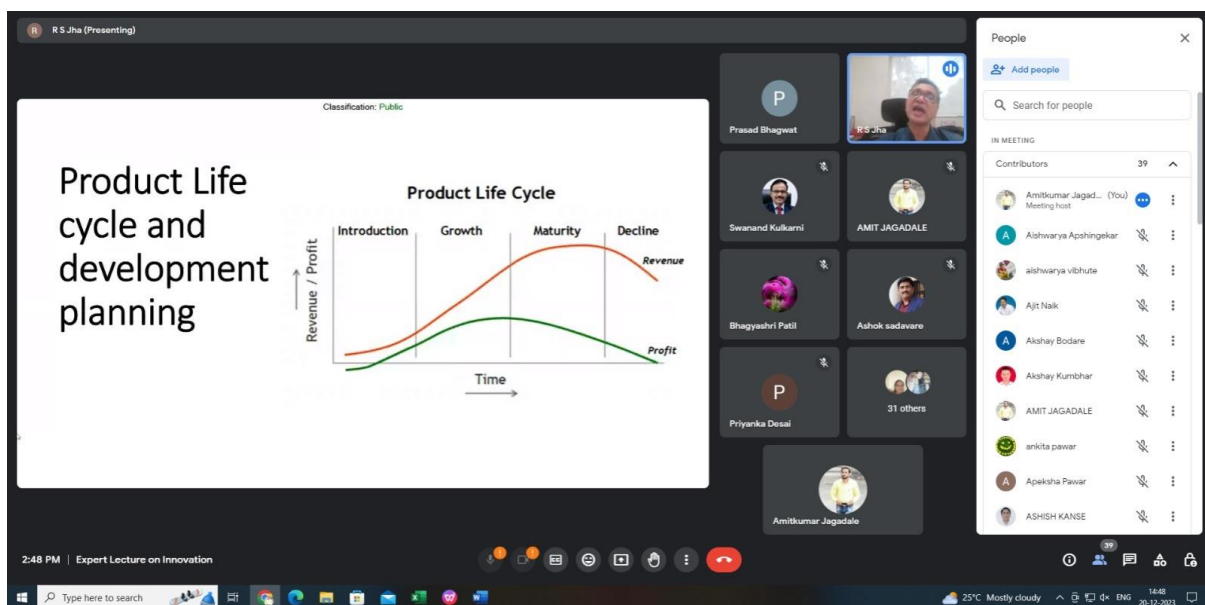 R
R S Jha (Presenting)
Classification: Public
Product Life
cycle and
development
planning
Product Life Cycle
Introduction
Growth
Maturity
Decline
Revenue
Revenue / Profit
Profit
Time
P
Prasad Bhagwat
R S Jha
Swanand Kulkarni
AMIT JAGADALE
Bhagyashri Patil
Ashok sadavare
P
Priyanka Desai
31 others
Amitkumar Jagadale
People
Add people
Search for people
IN MEETING
Contributors 39
Amitkumar Jagad... (You)
Meeting host
A
Aishwarya Apshingekar
aishwarya vibhute
Ajit Naik
A
Akshay Bodare
Akshay Kumbhar
AMIT JAGADALE
ankita pawar
A
Apeksha Pawar
ASHISH KANSE
2:48 PM | Expert Lecture on Innovation
39
Type here to search
25°C Mostly cloudy
ENG
14:48
20-12-2023